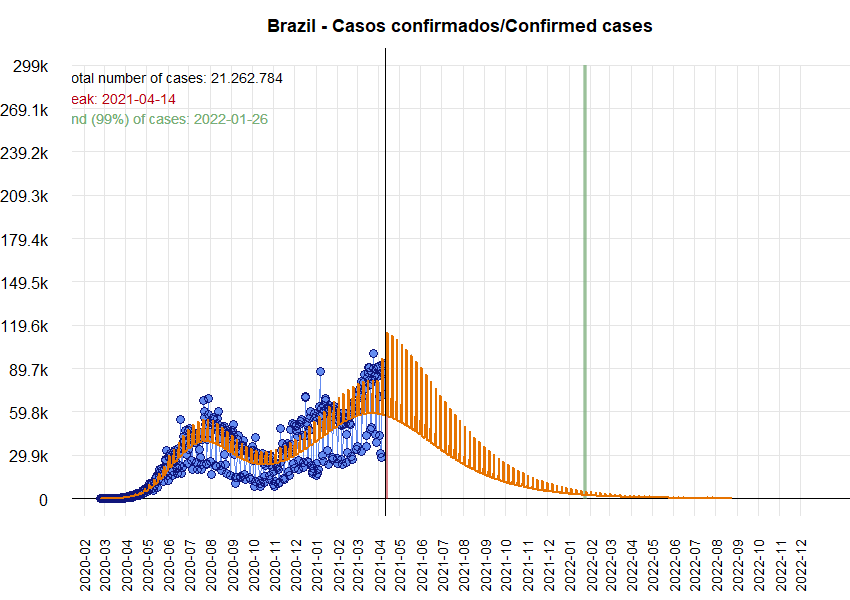 Brazil - Casos confirmados/Confirmed cases
299k
otal number of cases: 21.262.784
eak: 2021-04-14
269.1k
nd (99%) of cases: 2022-01-26
239.2k
209.3k
179.4k
149.5k
119.6k
89.7k
59.8k
29.9k
0
2020-02
2020-03
2020-04
2020-05
2020-06
2020-07
2020-08
2020-09
2020-10
2020-11
2020-12
2021-01
2021-02
2021-03
2021-04
2021-05
2021-06
2021-07
2021-08
2021-09
2021-10
2021-11
2021-12
2022-01
2022-02
2022-03
2022-04
2022-05
2022-06
2022-07
2022-08
2022-09
2022-10
2022-11
2022-12